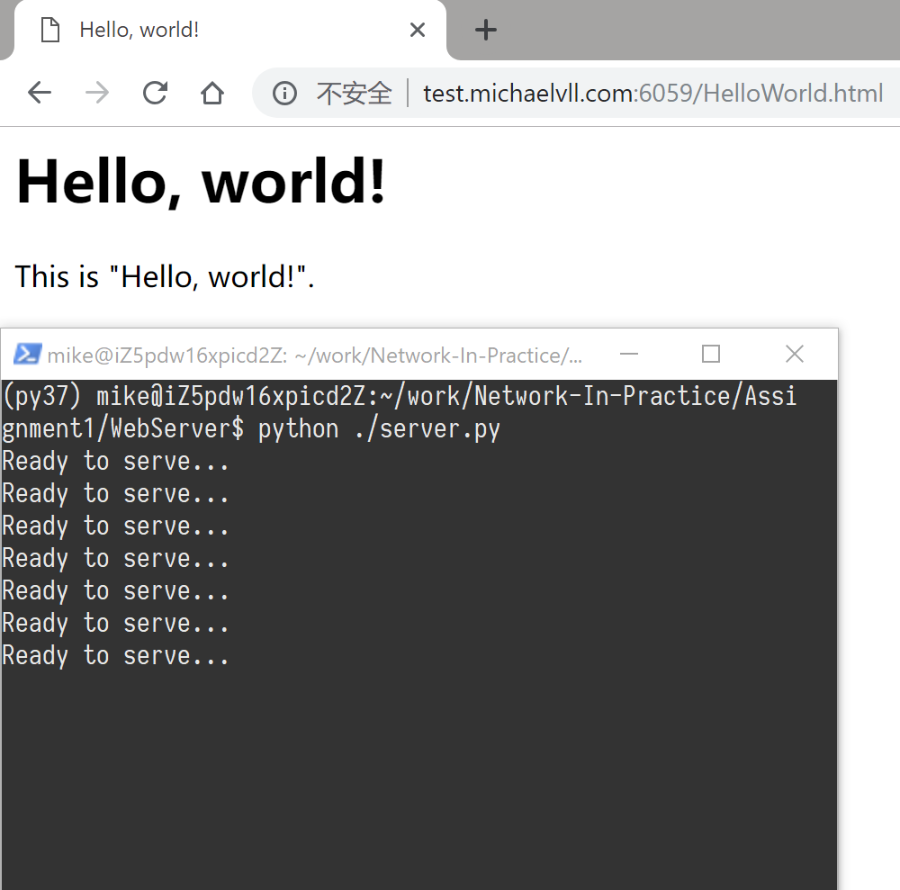 Hello, world!
不安全 test.michaelvll.com:6059/HelloWorld.html
Hello, world!
This is "Hello, world!".
mike@iZ5pdw16xpicd2Z: ~/work/Network-In-Practice/...
(py37) mike@iZ5pdw16xpicd2Z:~/work/Network-In-Practice/Assi
gnment1/WebServer$ python ./server.py
Ready to serve...
Ready to serve...
Ready to serve...
Ready to serve...
Ready to serve...
Ready to serve...
Ready to serve...